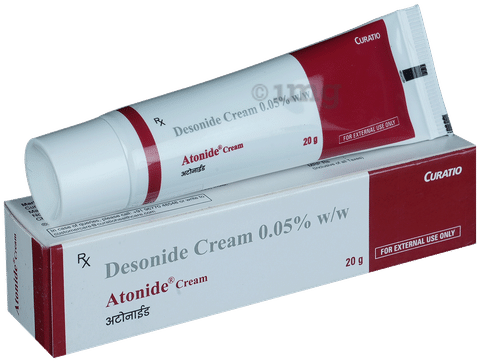 CURATIO
© 1mg
Rx
Desonide Cream 0.05% w/w
Atonide® Cream
20 g
अटोनाईड
FOR EXTERNAL USE ONLY
CURATIO
Rx
Desonide Cream 0.05% w/w
Atonide® Cream
20 g
अटोनाईड
FOR EXTERNAL USE ONLY